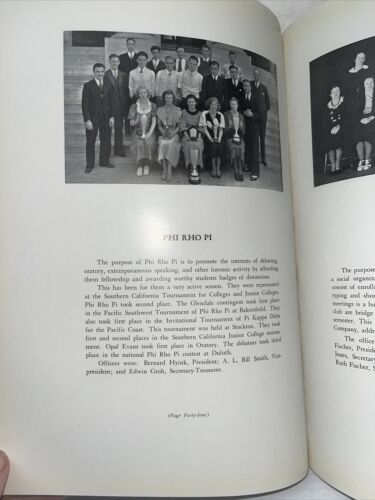 PHI RHO PI
The purpose of Phi Rho Pi is to promote the interests of debating,
oratory, extemporaneous speaking, and other forensic activity by affording
them fellowship and awarding worthy students badges of distinction.
This has been for them a very active season. They were represented
at the Southern California Tournament for Colleges and Junior Colleges.
Phi Rho Pi took second place. The Glendale contingent took first place
in the Pacific Southwest Tournament of Phi Rho Pi at Bakersfield. They
also took first place in the Invitational Tournament of Pi Kappa Delta
for the Pacific Coast. This tournament was held at Stockton. They took
first and second places in the Southern California Junior College tourna-
ment. Opal Evans took first place in Oratory. The debators took third
place in the national Phi Rho Pi contest at Duluth.
Officers were: Bernard Hyink, President; A. L. Bill Smith, Vice-
president; and Edwin Groh, Secretary-Treasurer.
(Page Forty-four)
The purpose
a social organiz
consist of enrolli
typing and short
meetings is a bu
club are bridge
semester. This
Company, addr
The office
Fischer, Presid
Jones, Secretary
Ruth Fischer, S